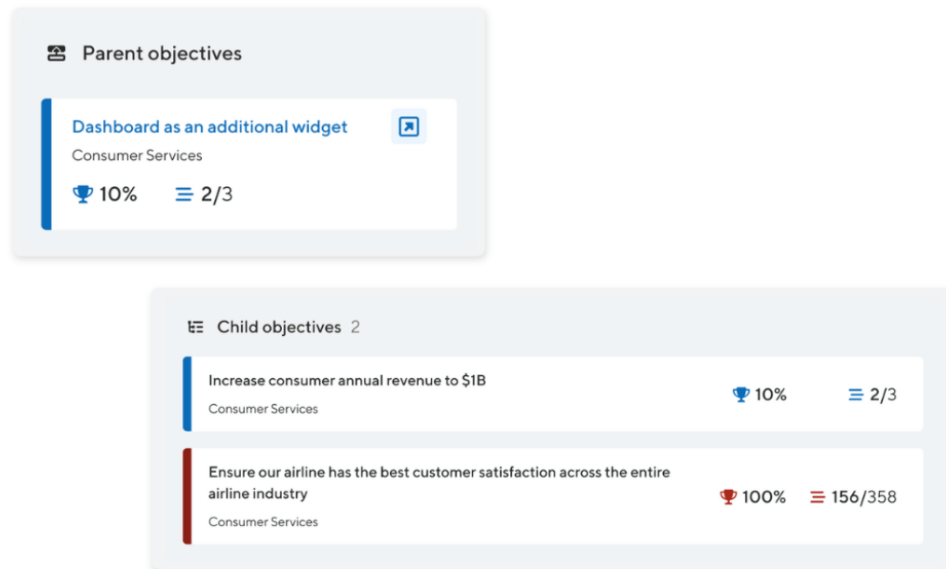 Parent objectives
Dashboard as an additional widget
Consumer Services
10% 2/3
Child objectives 2
Increase consumer annual revenue to $1B
Consumer Services
10% 2/3
Ensure our airline has the best customer satisfaction across the entire
airline industry
Consumer Services
100% 156/358